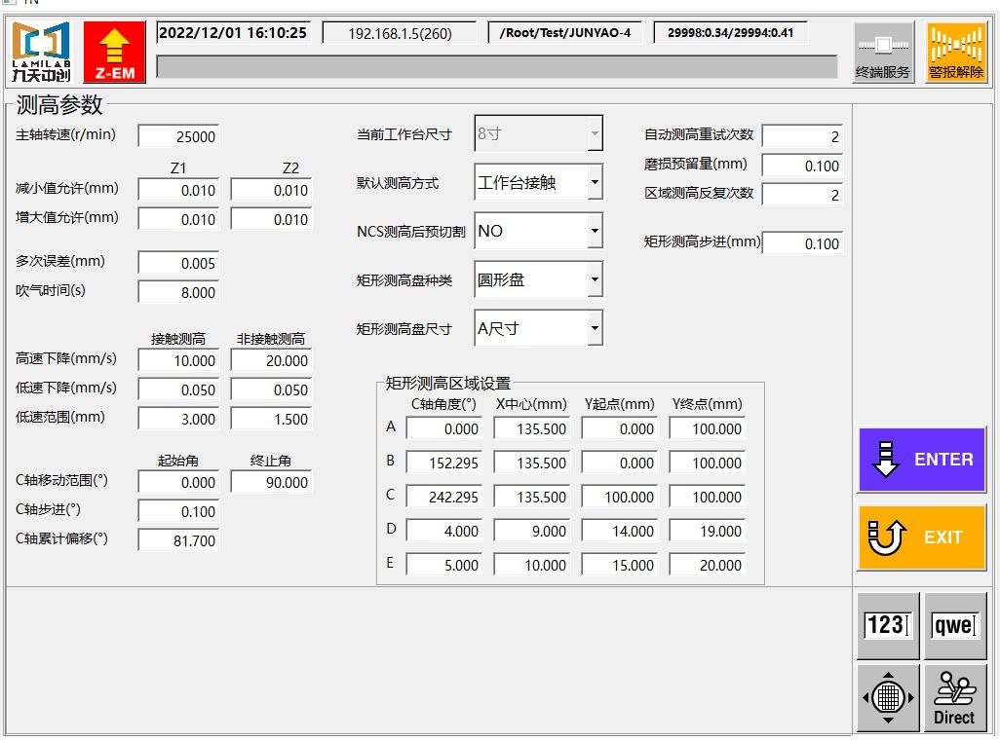 YN
LAMILAB
九天中创
Z-EM
2022/12/01 16:10:25
192.168.1.5(260)
/Root/Test/JUNYAO-4
29998:0.34/29994:0.41
终端服务
警报解除
测高参数
主轴转速(r/min) 25000
Z1 Z2
减小值允许(mm) 0.010 0.010
增大值允许(mm) 0.010 0.010
多次误差(mm) 0.005
吹气时间(s) 8.000
接触测高 非接触测高
高速下降(mm/s) 10.000 20.000
低速下降(mm/s) 0.050 0.050
低速范围(mm) 3.000 1.500
起始角 终止角
C轴移动范围(°) 0.000 90.000
C轴步进(°) 0.100
C轴累计偏移(°) 81.700
当前工作台尺寸 8寸
默认测高方式 工作台接触
NCS测高后预切割 NO
矩形测高盘种类 圆形盘
矩形测高盘尺寸 A尺寸
自动测高重试次数 2
磨损预留量(mm) 0.100
区域测高反复次数 2
矩形测高步进(mm) 0.100
矩形测高区域设置
C轴角度(°) X中心(mm) Y起点(mm) Y终点(mm)
A 0.000 135.500 0.000 100.000
B 152.295 135.500 0.000 100.000
C 242.295 135.500 100.000 100.000
D 4.000 9.000 14.000 19.000
E 5.000 10.000 15.000 20.000
ENTER
EXIT
123
qwe
Direct